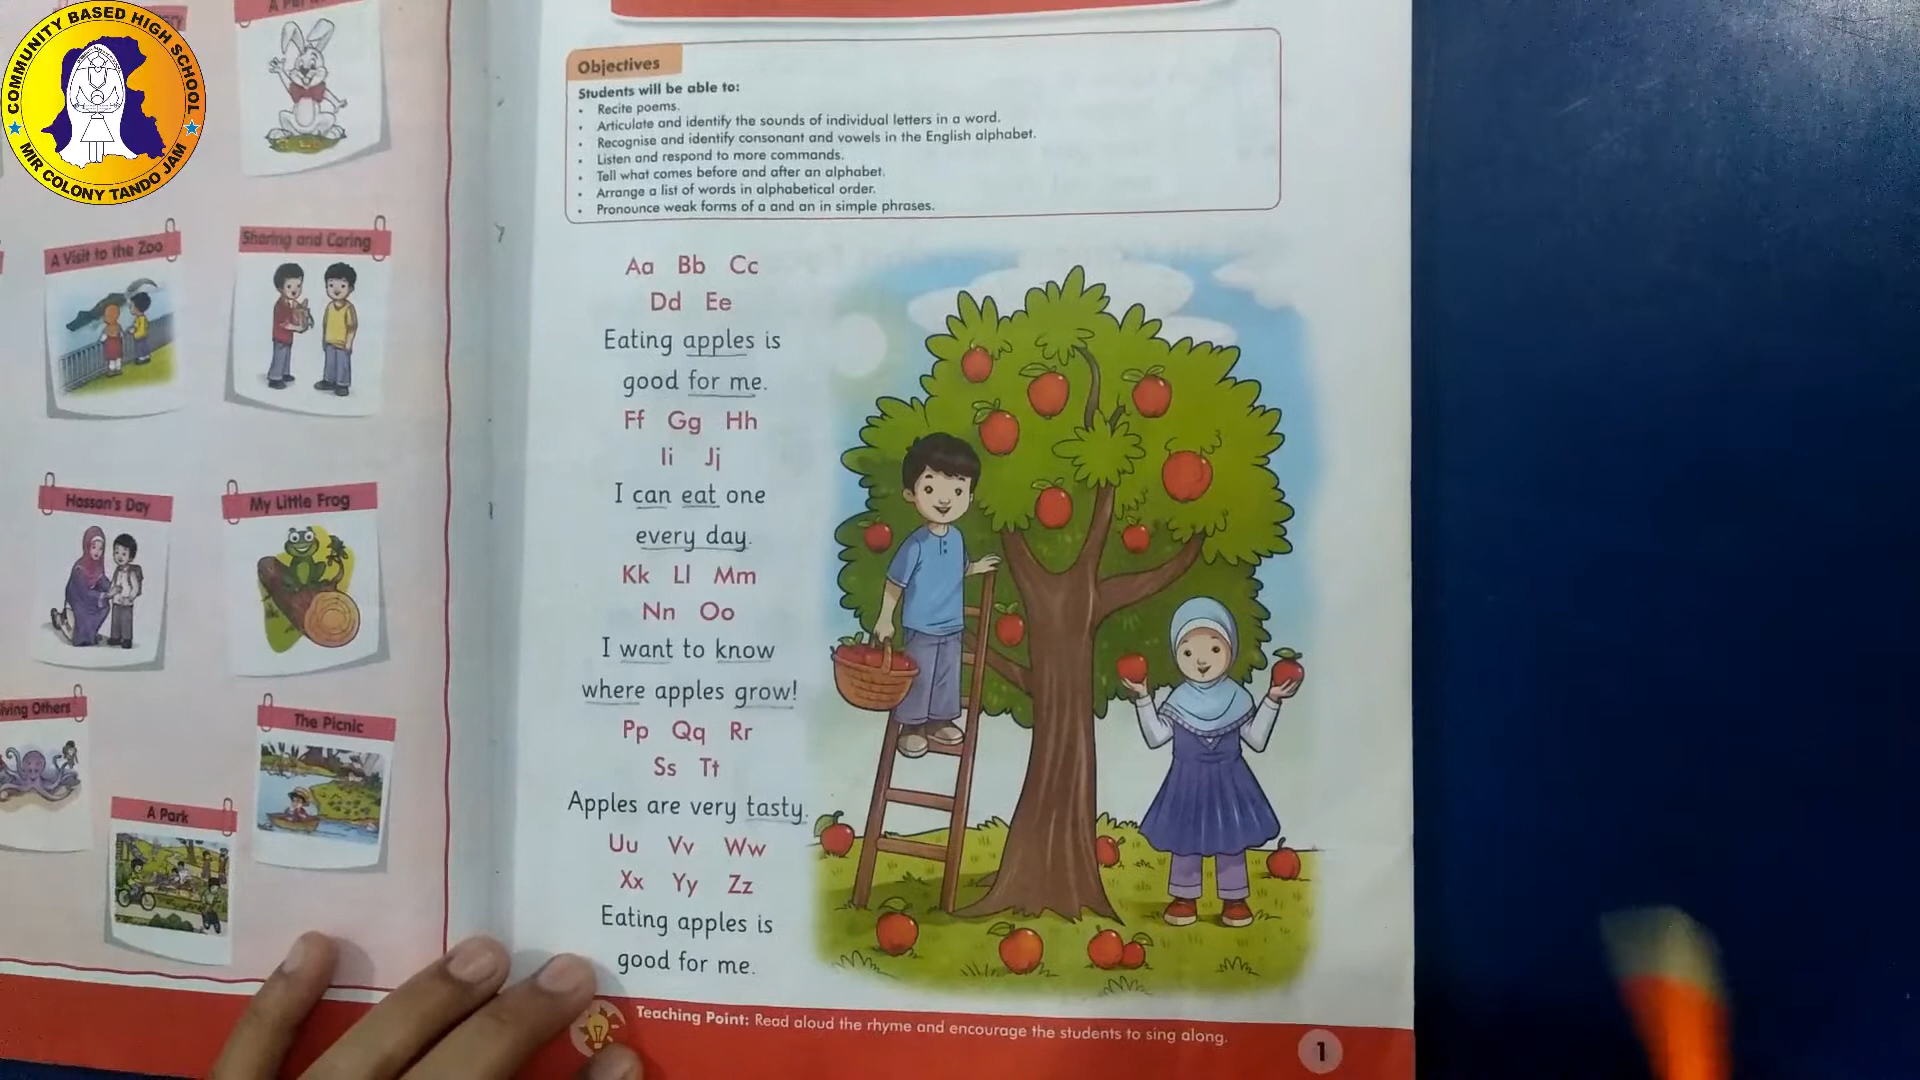 COMMUNITY BASED HIGH SCHOOL
MIR COLONY TANDO JAM
A Visit to the Zoo
Sharing and Caring
Hassan's Day
My Little Frog
Others
The Picnic
A Park
Objectives
Students will be able to:
• Recite poems.
• Articulate and identify the sounds of individual letters in a word.
• Recognise and identify consonant and vowels in the English alphabet.
• Listen and respond to more commands.
• Tell what comes before and after an alphabet.
• Arrange a list of words in alphabetical order.
• Pronounce weak forms of a and an in simple phrases.
Aa Bb Cc
Dd Ee
Eating apples is
good for me.
Ff Gg Hh
Ii Jj
I can eat one
every day.
Kk Ll Mm
Nn Oo
I want to know
where apples grow!
Pp Qq Rr
Ss Tt
Apples are very tasty.
Uu Vv Ww
Xx Yy Zz
Eating apples is
good for me.
Teaching Point: Read aloud the rhyme and encourage the students to sing along.
1